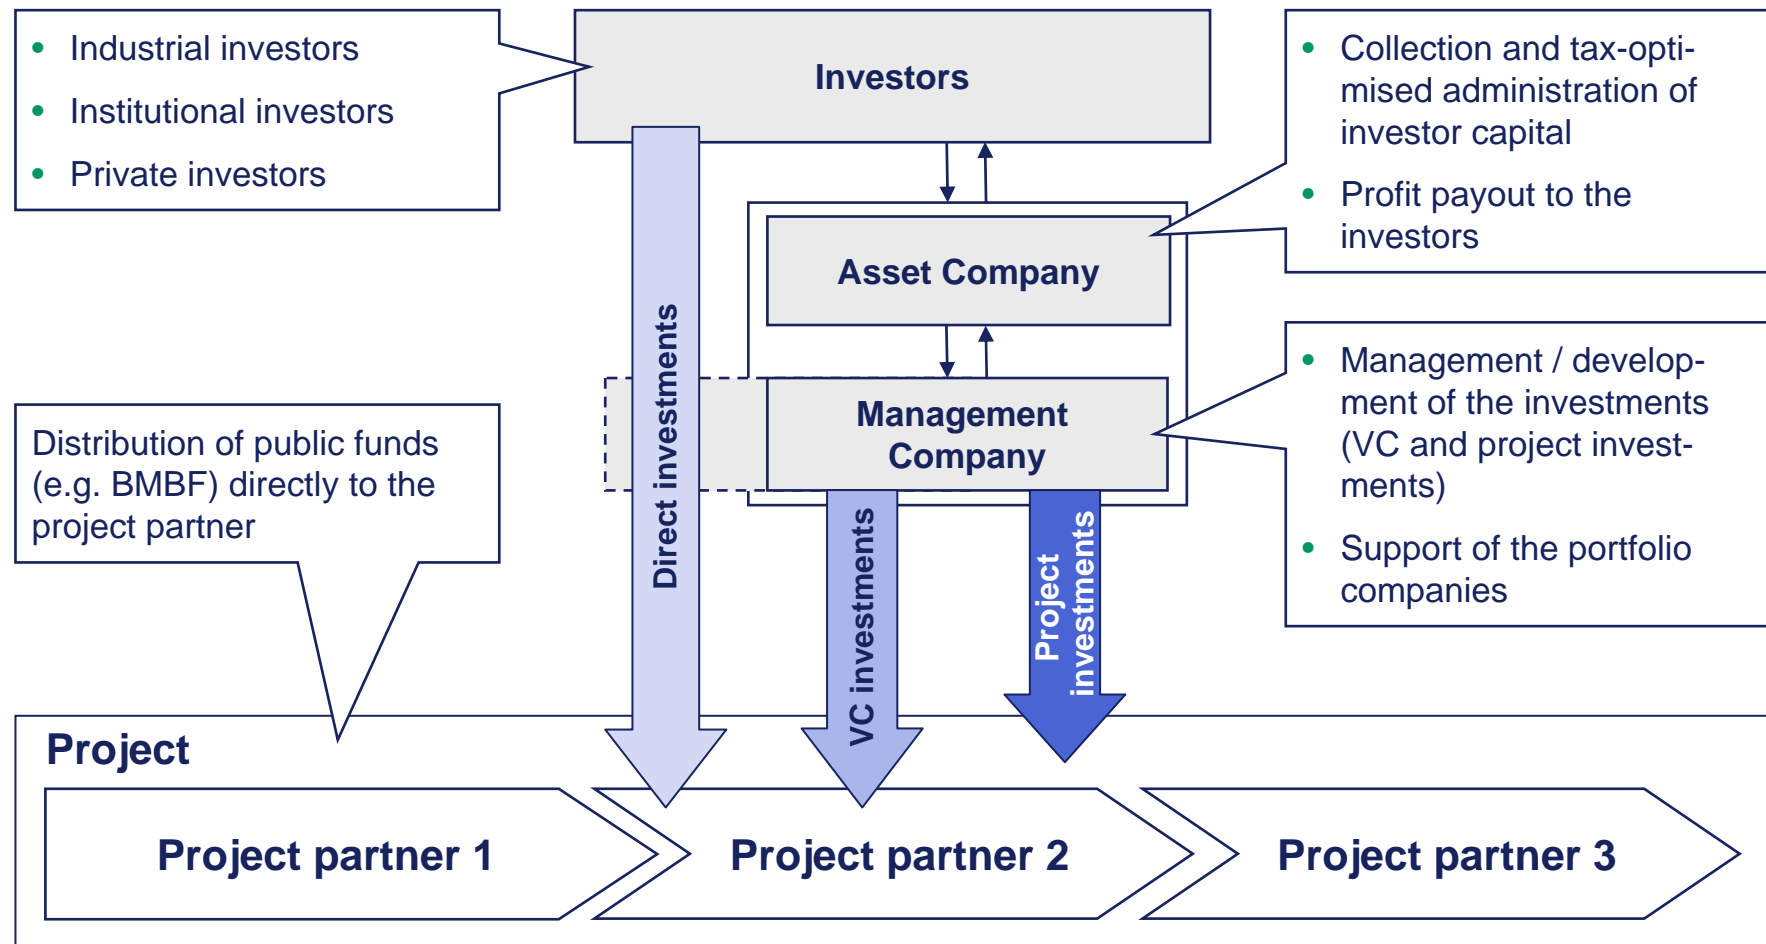 • Industrial investors
• Institutional investors
• Private investors
Investors
• Collection and tax-opti-
mised administration of
investor capital
• Profit payout to the
investors
Asset Company
• Management / develop-
ment of the investments
(VC and project invest-
ments)
• Support of the portfolio
companies
Management
Company
Distribution of public funds
(e.g. BMBF) directly to the
project partner
Direct investments
VC investments
Project
investments
Project
Project partner 1
Project partner 2
Project partner 3